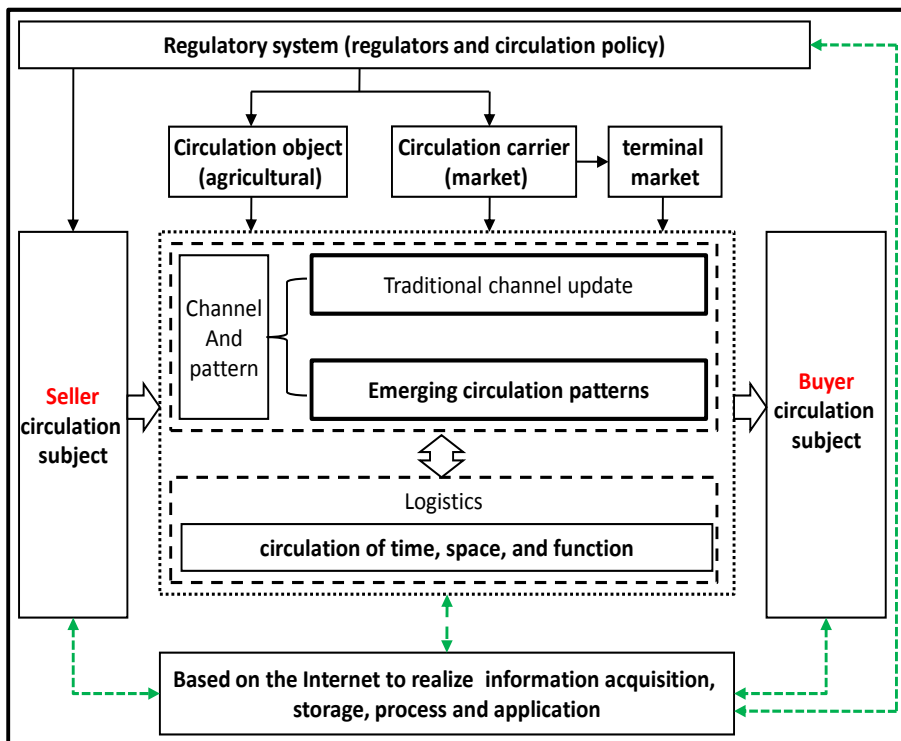 Regulatory system (regulators and circulation policy)
Circulation object
(agricultural)
Circulation carrier
(market)
terminal
market
Channel
And
pattern
Traditional channel update
Emerging circulation patterns
Seller
circulation
subject
Buyer
circulation
subject
Logistics
circulation of time, space, and function
Based on the Internet to realize information acquisition,
storage, process and application